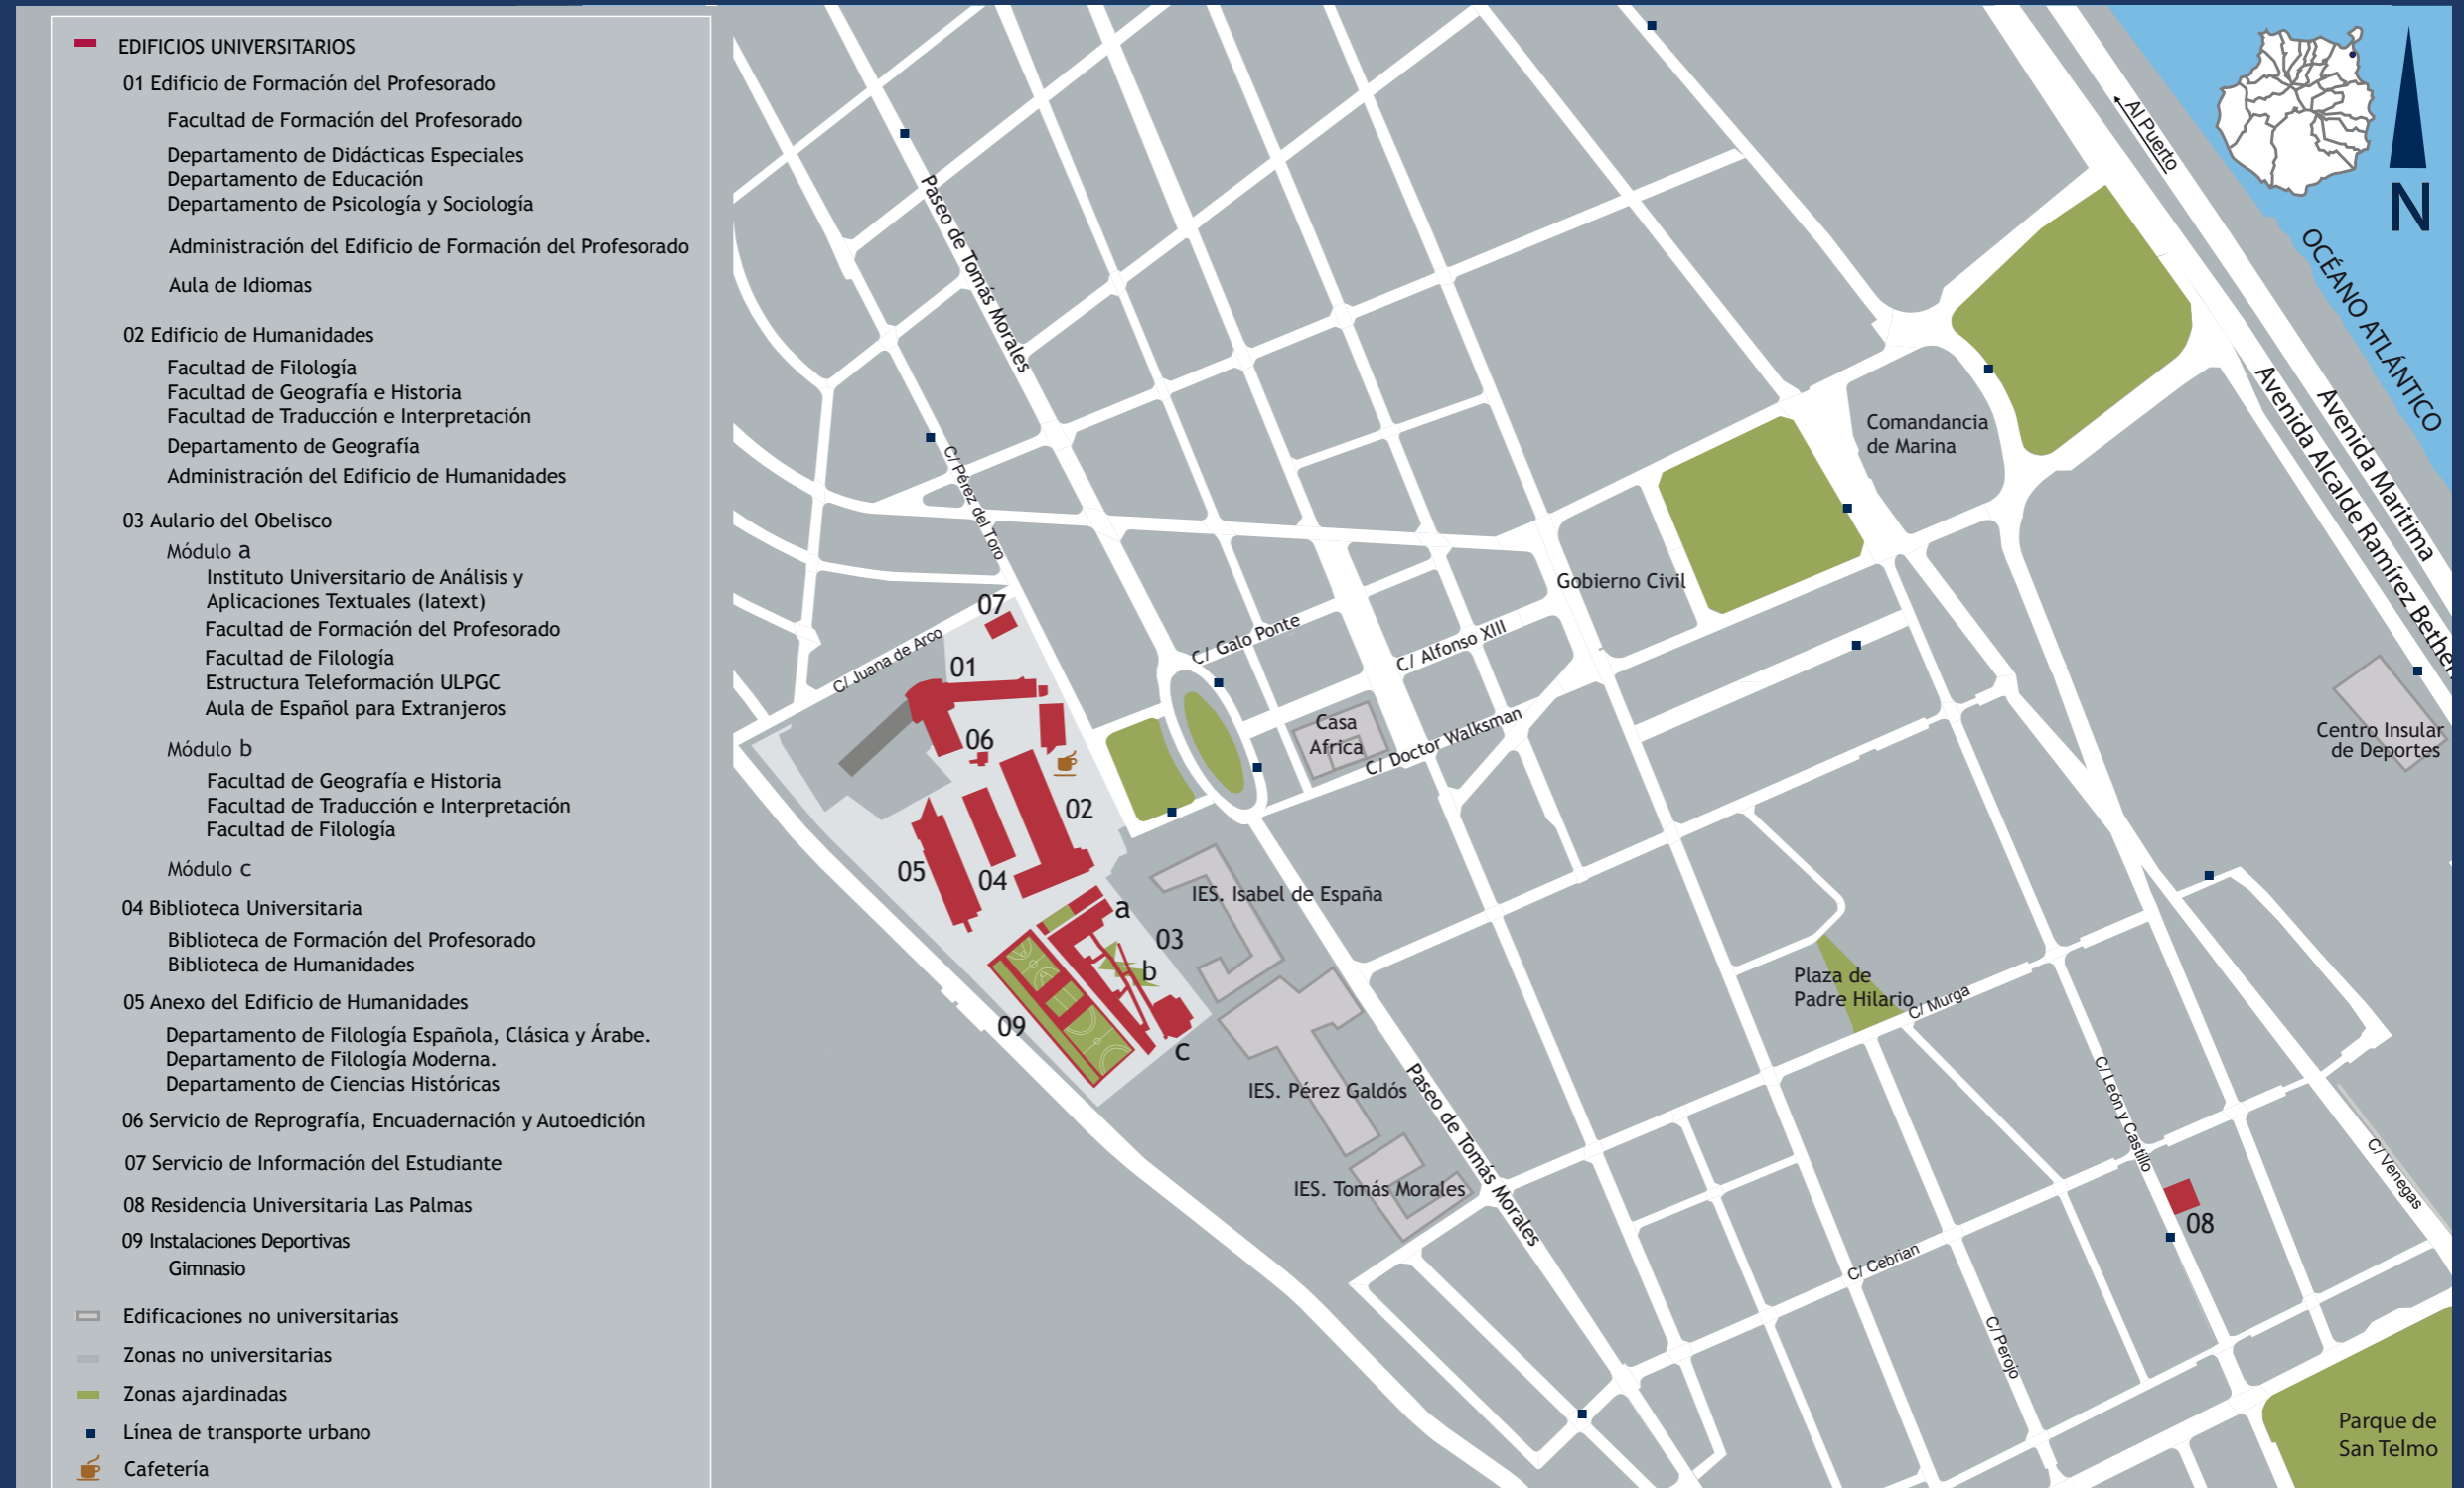 EDIFICIOS UNIVERSITARIOS
01 Edificio de Formación del Profesorado
Facultad de Formación del Profesorado
Departamento de Didácticas Especiales
Departamento de Educación
Departamento de Psicología y Sociología
Administración del Edificio de Formación del Profesorado
Aula de Idiomas
02 Edificio de Humanidades
Facultad de Filología
Facultad de Geografía e Historia
Facultad de Traducción e Interpretación
Departamento de Geografía
Administración del Edificio de Humanidades
03 Aulario del Obelisco
Módulo a
Instituto Universitario de Análisis y
Aplicaciones Textuales (Iatext)
Facultad de Formación del Profesorado
Facultad de Filología
Estructura Teleformación ULPGC
Aula de Español para Extranjeros
Módulo b
Facultad de Geografía e Historia
Facultad de Traducción e Interpretación
Facultad de Filología
Módulo c
04 Biblioteca Universitaria
Biblioteca de Formación del Profesorado
Biblioteca de Humanidades
05 Anexo del Edificio de Humanidades
Departamento de Filología Española, Clásica y Árabe.
Departamento de Filología Moderna.
Departamento de Ciencias Históricas
06 Servicio de Reprografía, Encuadernación y Autoedición
07 Servicio de Información del Estudiante
08 Residencia Universitaria Las Palmas
09 Instalaciones Deportivas
Gimnasio
Edificaciones no universitarias
Zonas no universitarias
Zonas ajardinadas
Línea de transporte urbano
Cafetería
Al Puerto
N
OCÉANO ATLÁNTICO
Avenida Maritima
Avenida Alcalde Ramírez Bethen
Paseo de Tomás Morales
C/ Pérez del Toro
Comandancia
de Marina
Gobierno Civil
C/ Galo Ponte
C/ Alfonso XIII
C/ Juana de Arco
07
01
06
02
05
04
a
03
b
09
c
Casa
Africa
C/ Doctor Walksman
Centro Insular
de Deportes
IES. Isabel de España
Plaza de
Padre Hilario
C/ Murga
IES. Pérez Galdós
Paseo de Tomás Morales
IES. Tomás Morales
C/ León y Castillo
C/ Venegas
08
C/ Cebrian
C/ Perojo
Parque de
San Telmo